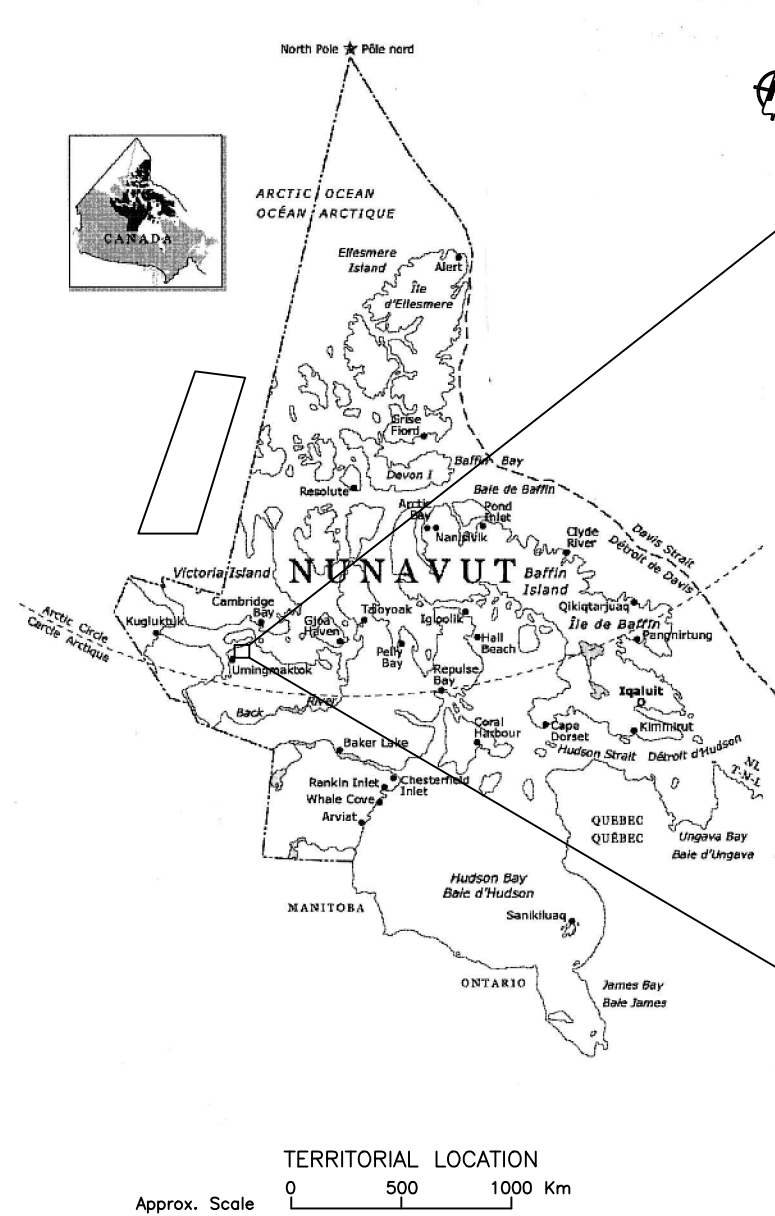 North Pole Pôle nord
ARCTIC OCEAN
OCÉAN ARCTIQUE
CANADA
Ellesmere
Island
Alert
Île
d'Ellesmere
Grise
Fiord
Devon I
Baffin Bay
Baie de Baffin
Resolute
Arctic
Bay
Nanisivik
Pond
Inlet
Clyde
River
Davis Strait
Détroit de Davis
Victoria Island
NUNAVUT
Baffin
Island
Arctic Circle
Cercle Arctique
Kugluktuk
Cambridge
Bay
Gjoa
Haven
Taloyoak
Igloolik
Hall
Beach
Pelly
Bay
Repulse
Bay
Qikiqtarjuaq
Île de Baffin
Pangnirtung
Umingmaktok
Back River
Iqaluit
Kimmirut
Cape
Dorset
Coral
Harbour
Hudson Strait Détroit d'Hudson
NL
T-N-L
Baker Lake
Rankin Inlet
Chesterfield
Inlet
Whale Cove
Arviat
QUEBEC
QUÉBEC
Ungava Bay
Baie d'Ungava
Hudson Bay
Baie d'Hudson
MANITOBA
Sanikiluaq
ONTARIO
James Bay
Baie James
TERRITORIAL LOCATION
0 500 1000 Km
Approx. Scale